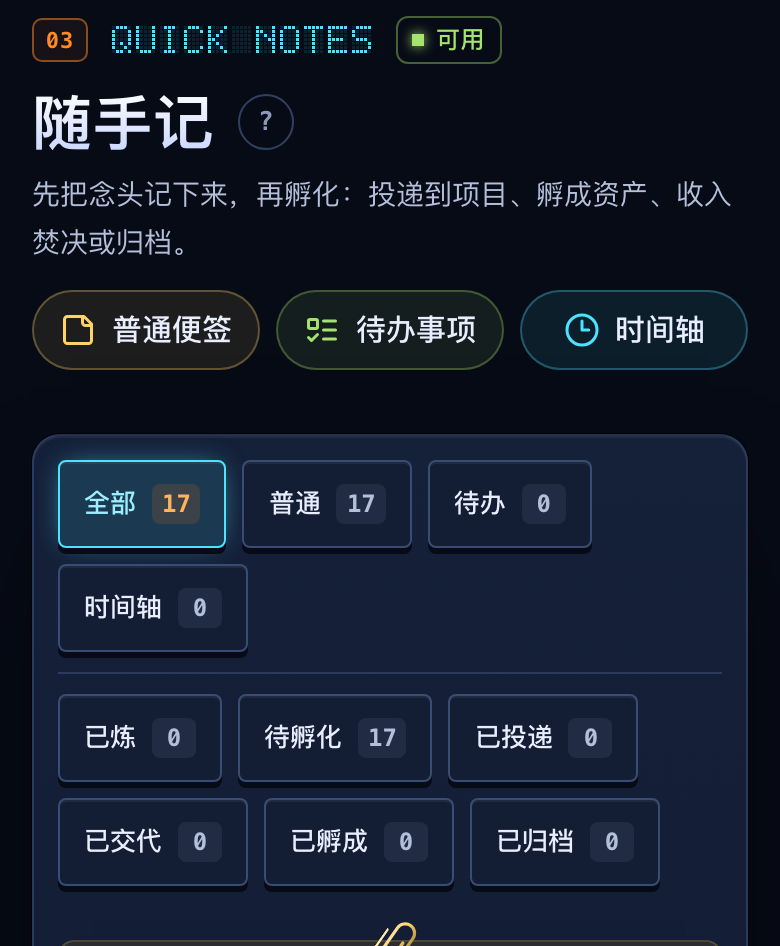 03 QUICK NOTES 可用
随手记 ?
先把念头记下来，再孵化：投递到项目、孵成资产、收入
焚决或归档。
普通便签 待办事项 时间轴
全部 17 普通 17 待办 0
时间轴 0
已炼 0 待孵化 17 已投递 0
已交代 0 已孵成 0 已归档 0